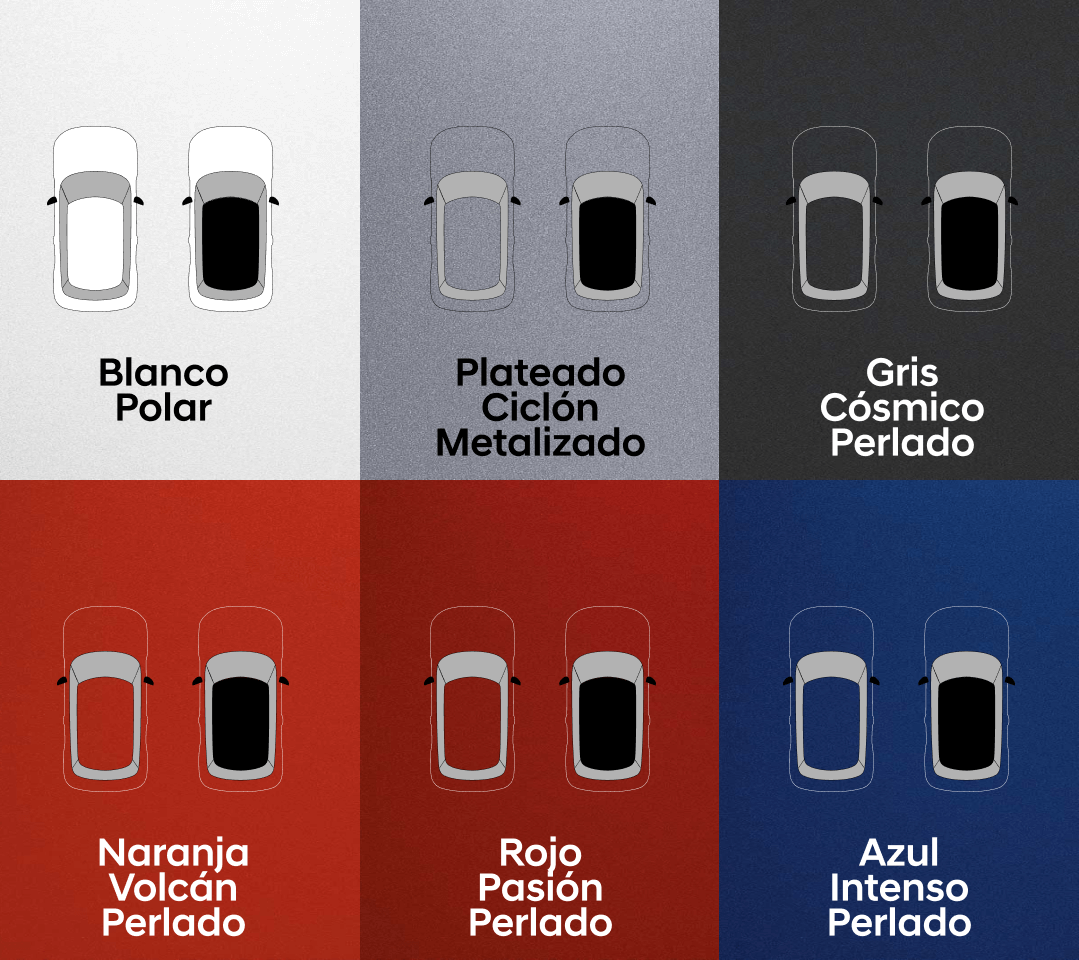 Blanco
Polar
Plateado
Ciclón
Metalizado
Gris
Cósmico
Perlado
Naranja
Volcán
Perlado
Rojo
Pasión
Perlado
Azul
Intenso
Perlado